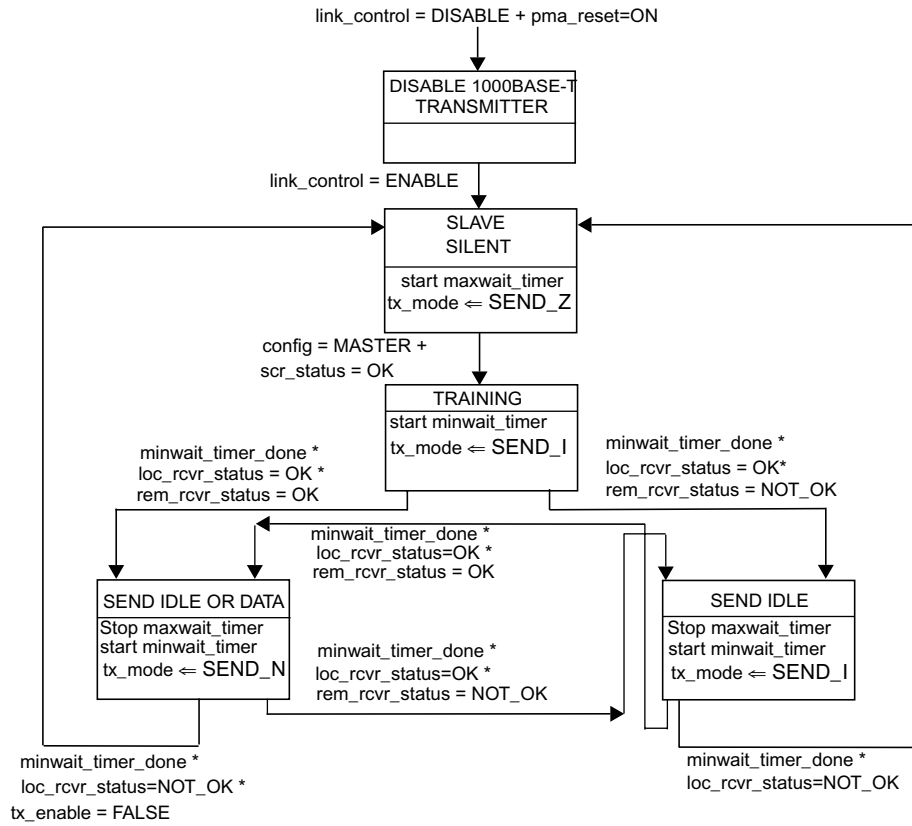 link_control = DISABLE + pma_reset=ON
DISABLE 1000BASE-T
TRANSMITTER
link_control = ENABLE
SLAVE
SILENT
start maxwait_timer
tx_mode ⇐ SEND_Z
config = MASTER +
scr_status = OK
TRAINING
start minwait_timer
tx_mode ⇐ SEND_I
minwait_timer_done *
loc_rcvr_status = OK *
rem_rcvr_status = OK
minwait_timer_done *
loc_rcvr_status = OK*
rem_rcvr_status = NOT_OK
minwait_timer_done *
loc_rcvr_status=OK *
rem_rcvr_status = OK
SEND IDLE OR DATA
Stop maxwait_timer
start minwait_timer
tx_mode ⇐ SEND_N
minwait_timer_done *
loc_rcvr_status=OK *
rem_rcvr_status = NOT_OK
SEND IDLE
Stop maxwait_timer
start minwait_timer
tx_mode ⇐ SEND_I
minwait_timer_done *
loc_rcvr_status=NOT_OK *
tx_enable = FALSE
minwait_timer_done *
loc_rcvr_status=NOT_OK